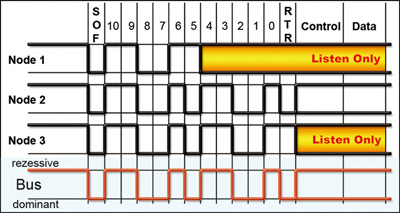 S O F 10 9 8 7 6 5 4 3 2 1 0 R T R Control Data
Node 1 Listen Only
Node 2
Node 3 Listen Only
rezessive
Bus
dominant